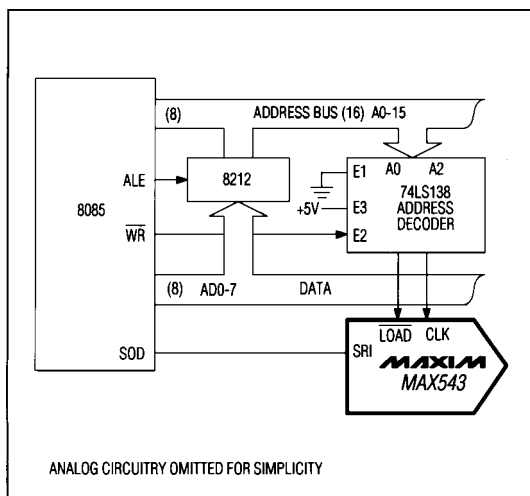 (8) ADDRESS BUS (16) A0-15
ALE
8212
E1 A0 A2
+5V
E3
74LS138
ADDRESS
DECODER
8085
WR
E2
(8) AD0-7 DATA
LOAD CLK
SOD
SRI
MAXIM
MAX543
ANALOG CIRCUITRY OMITTED FOR SIMPLICITY